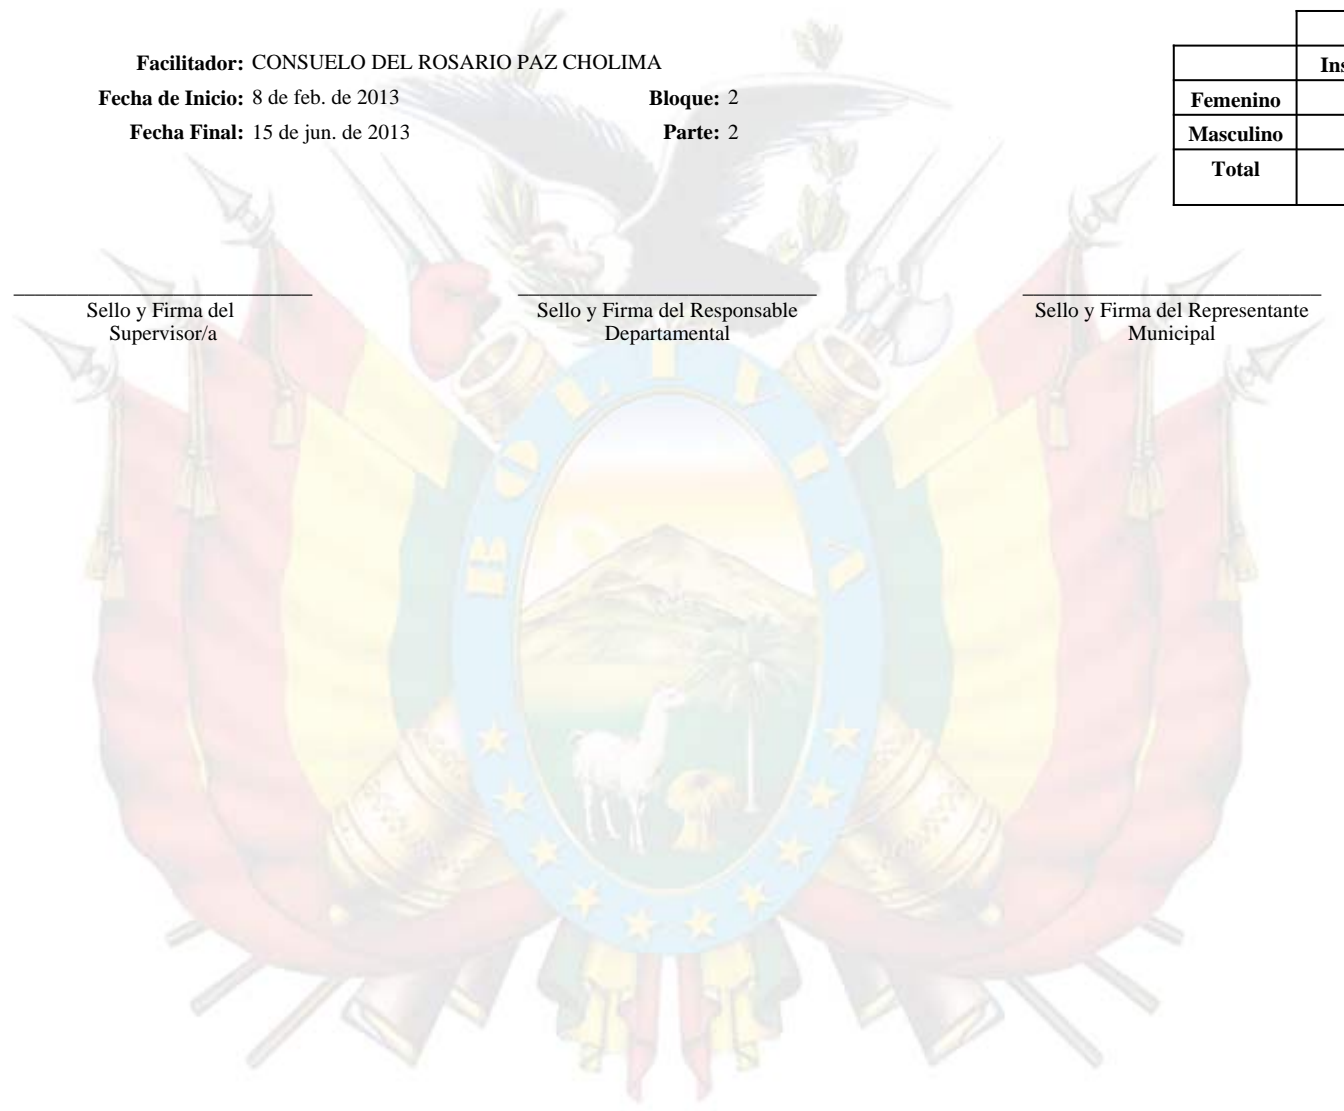 Facilitador: CONSUELO DEL ROSARIO PAZ CHOLIMA
Fecha de Inicio: 8 de feb. de 2013 Bloque: 2
Fecha Final: 15 de jun. de 2013 Parte: 2
Ins
Femenino
Masculino
Total
Sello y Firma del
Supervisor/a
Sello y Firma del Responsable
Departamental
Sello y Firma del Representante
Municipal
BOLIVIA